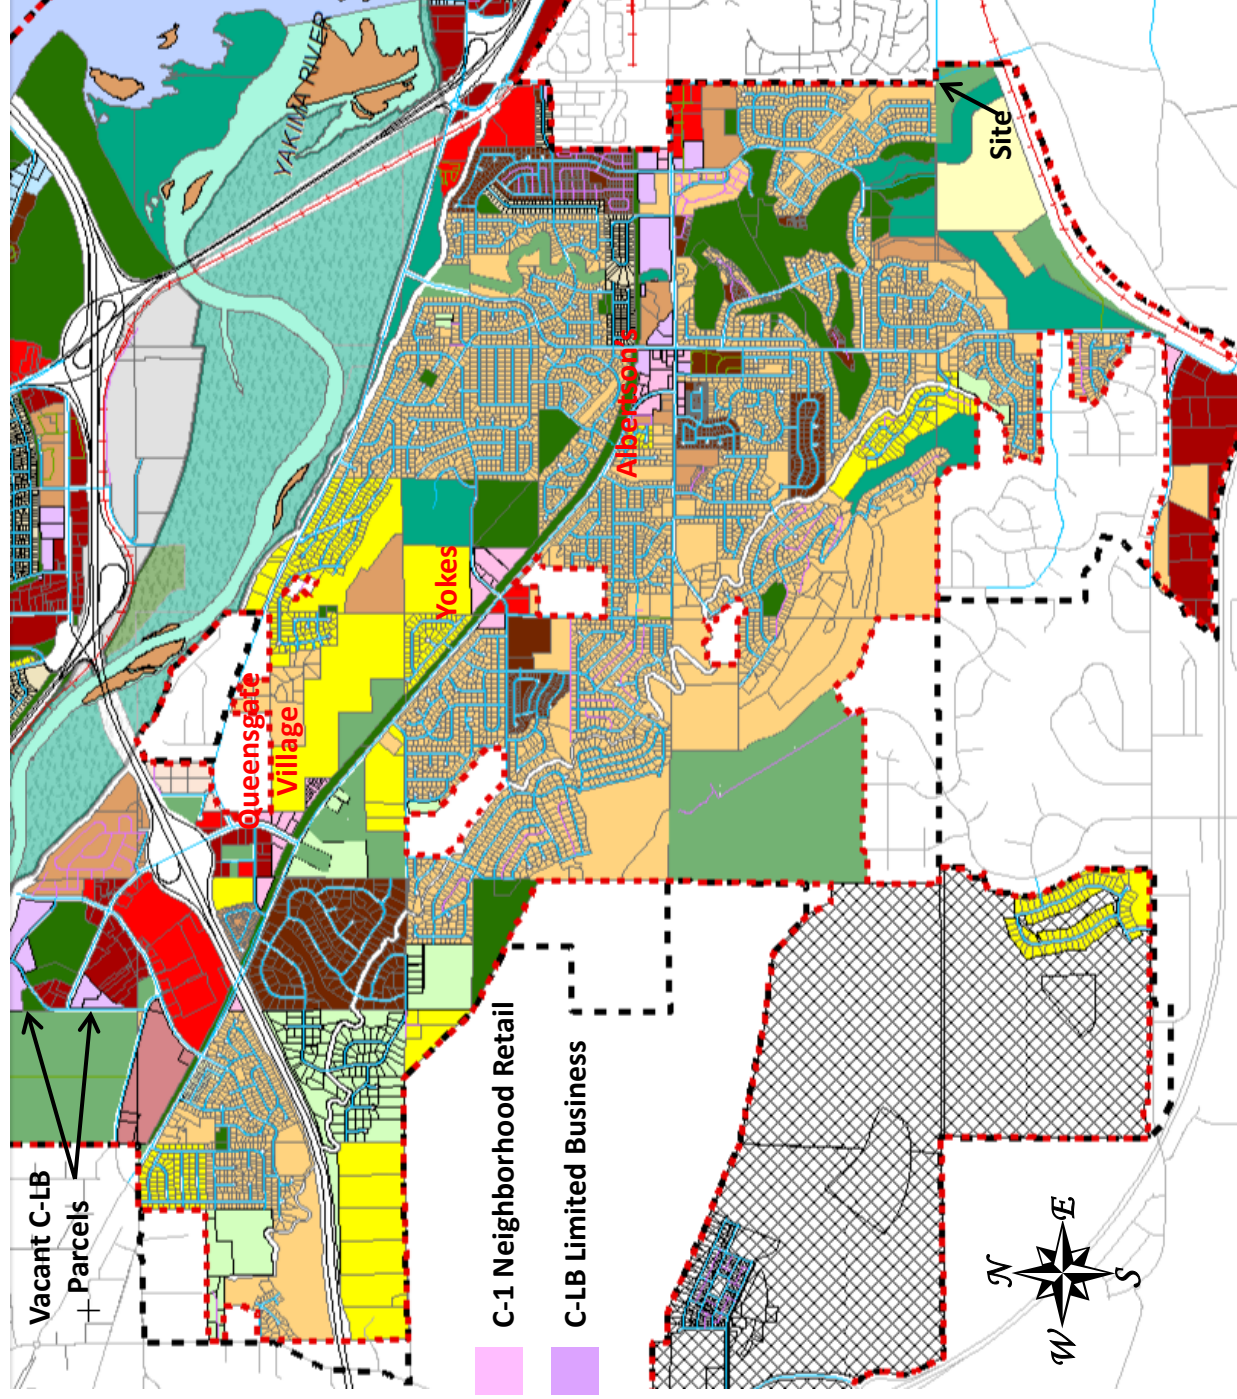 YAKIMA RIVER
Site
Albertson's
Yokes
Queensgate
Village
Vacant C-LB
Parcels
C-1 Neighborhood Retail
C-LB Limited Business
N
W
E
S